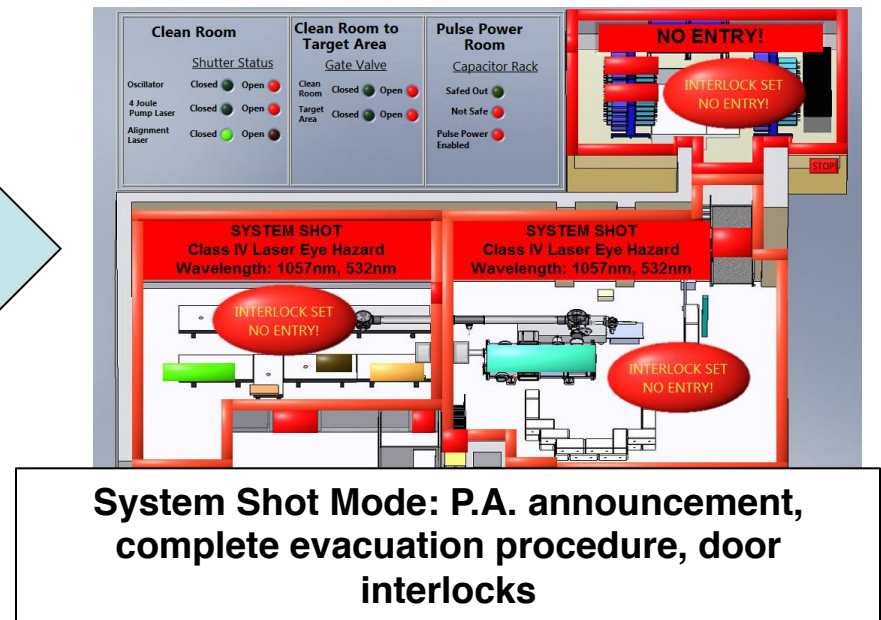 Clean Room
Shutter Status
Oscillator Closed Open
4 Joule
Pump Laser Closed Open
Alignment
Laser Closed Open
Clean Room to
Target Area
Gate Valve
Clean
Room Closed Open
Target
Area Closed Open
Pulse Power
Room
Capacitor Rack
Safed Out
Not Safe
Pulse Power
Enabled
NO ENTRY!
INTERLOCK SET
NO ENTRY!
STOP
SYSTEM SHOT
Class IV Laser Eye Hazard
Wavelength: 1057nm, 532nm
INTERLOCK SET
NO ENTRY!
SYSTEM SHOT
Class IV Laser Eye Hazard
Wavelength: 1057nm, 532nm
INTERLOCK SET
NO ENTRY!
System Shot Mode: P.A. announcement,
complete evacuation procedure, door
interlocks